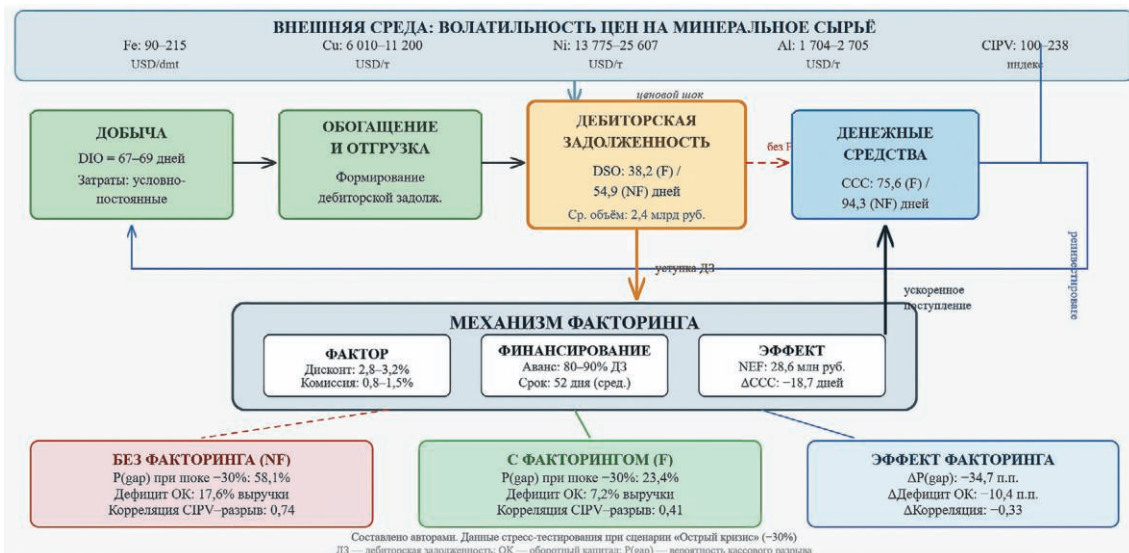 ВНЕШНЯЯ СРЕДА: ВОЛАТИЛЬНОСТЬ ЦЕН НА МИНЕРАЛЬНОЕ СЫРЬЁ
Fe: 90–215
USD/dmt
Cu: 6 010–11 200
USD/т
Ni: 13 775–25 607
USD/т
Al: 1 704–2 705
USD/т
CIPV: 100–238
индекс
ценовой шок
ДОБЫЧА
DIO = 67–69 дней
Затраты: условно-
постоянные
ОБОГАЩЕНИЕ
И ОТГРУЗКА
Формирование
дебиторской задолж.
ДЕБИТОРСКАЯ
ЗАДОЛЖЕННОСТЬ
DSO: 38,2 (F) /
54,9 (NF) дней
Ср. объём: 2,4 млрд руб.
без F
ДЕНЕЖНЫЕ
СРЕДСТВА
CCC: 75,6 (F) /
94,3 (NF) дней
уступка ДЗ
ускоренное
поступление
МЕХАНИЗМ ФАКТОРИНГА
ФАКТОР
Дисконт: 2,8–3,2%
Комиссия: 0,8–1,5%
ФИНАНСИРОВАНИЕ
Аванс: 80–90% ДЗ
Срок: 52 дня (сред.)
ЭФФЕКТ
NEF: 28,6 млн руб.
ΔCCC: −18,7 дней
БЕЗ ФАКТОРИНГА (NF)
P(gap) при шоке −30%: 58,1%
Дефицит ОК: 17,6% выручки
Корреляция CIPV–разрыв: 0,74
С ФАКТОРИНГОМ (F)
P(gap) при шоке −30%: 23,4%
Дефицит ОК: 7,2% выручки
Корреляция CIPV–разрыв: 0,41
ЭФФЕКТ ФАКТОРИНГА
ΔP(gap): −34,7 п.п.
ΔДефицит ОК: −10,4 п.п.
ΔКорреляция: −0,33
Составлено авторами. Данные стресс-тестирования при сценарии «Острый кризис» (−30%)
ДЗ — дебиторская задолженность; ОК — оборотный капитал; P(gap) — вероятность кассового разрыва